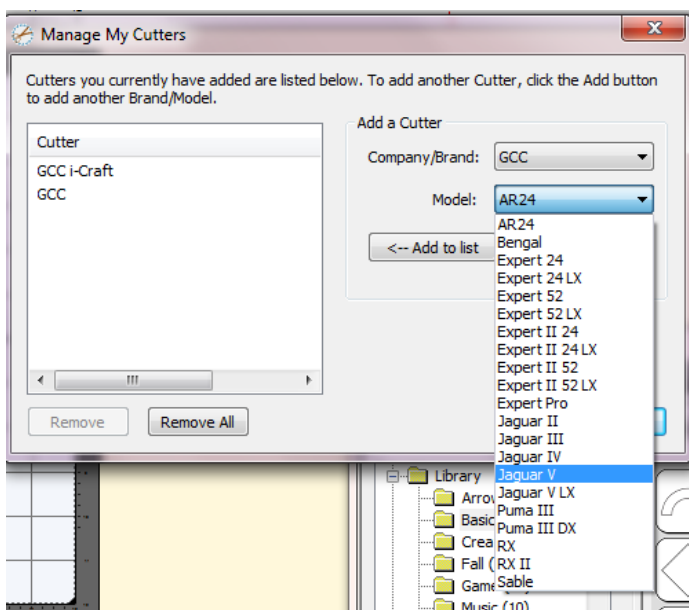 Manage My Cutters
Cutters you currently have added are listed below. To add another Cutter, click the Add button
to add another Brand/Model.
Cutter
GCC i-Craft
GCC
Remove
Remove All
Add a Cutter
Company/Brand: GCC
Model: AR24
<-- Add to list
AR24
Bengal
Expert 24
Expert 24 LX
Expert 52
Expert 52 LX
Expert II 24
Expert II 24 LX
Expert II 52
Expert II 52 LX
Expert Pro
Jaguar II
Jaguar III
Jaguar IV
Jaguar V
Jaguar V LX
Puma III
Puma III DX
RX
RX II
Sable
Library
Arro
Basic
Crea
Fall (
Game
Music (10)